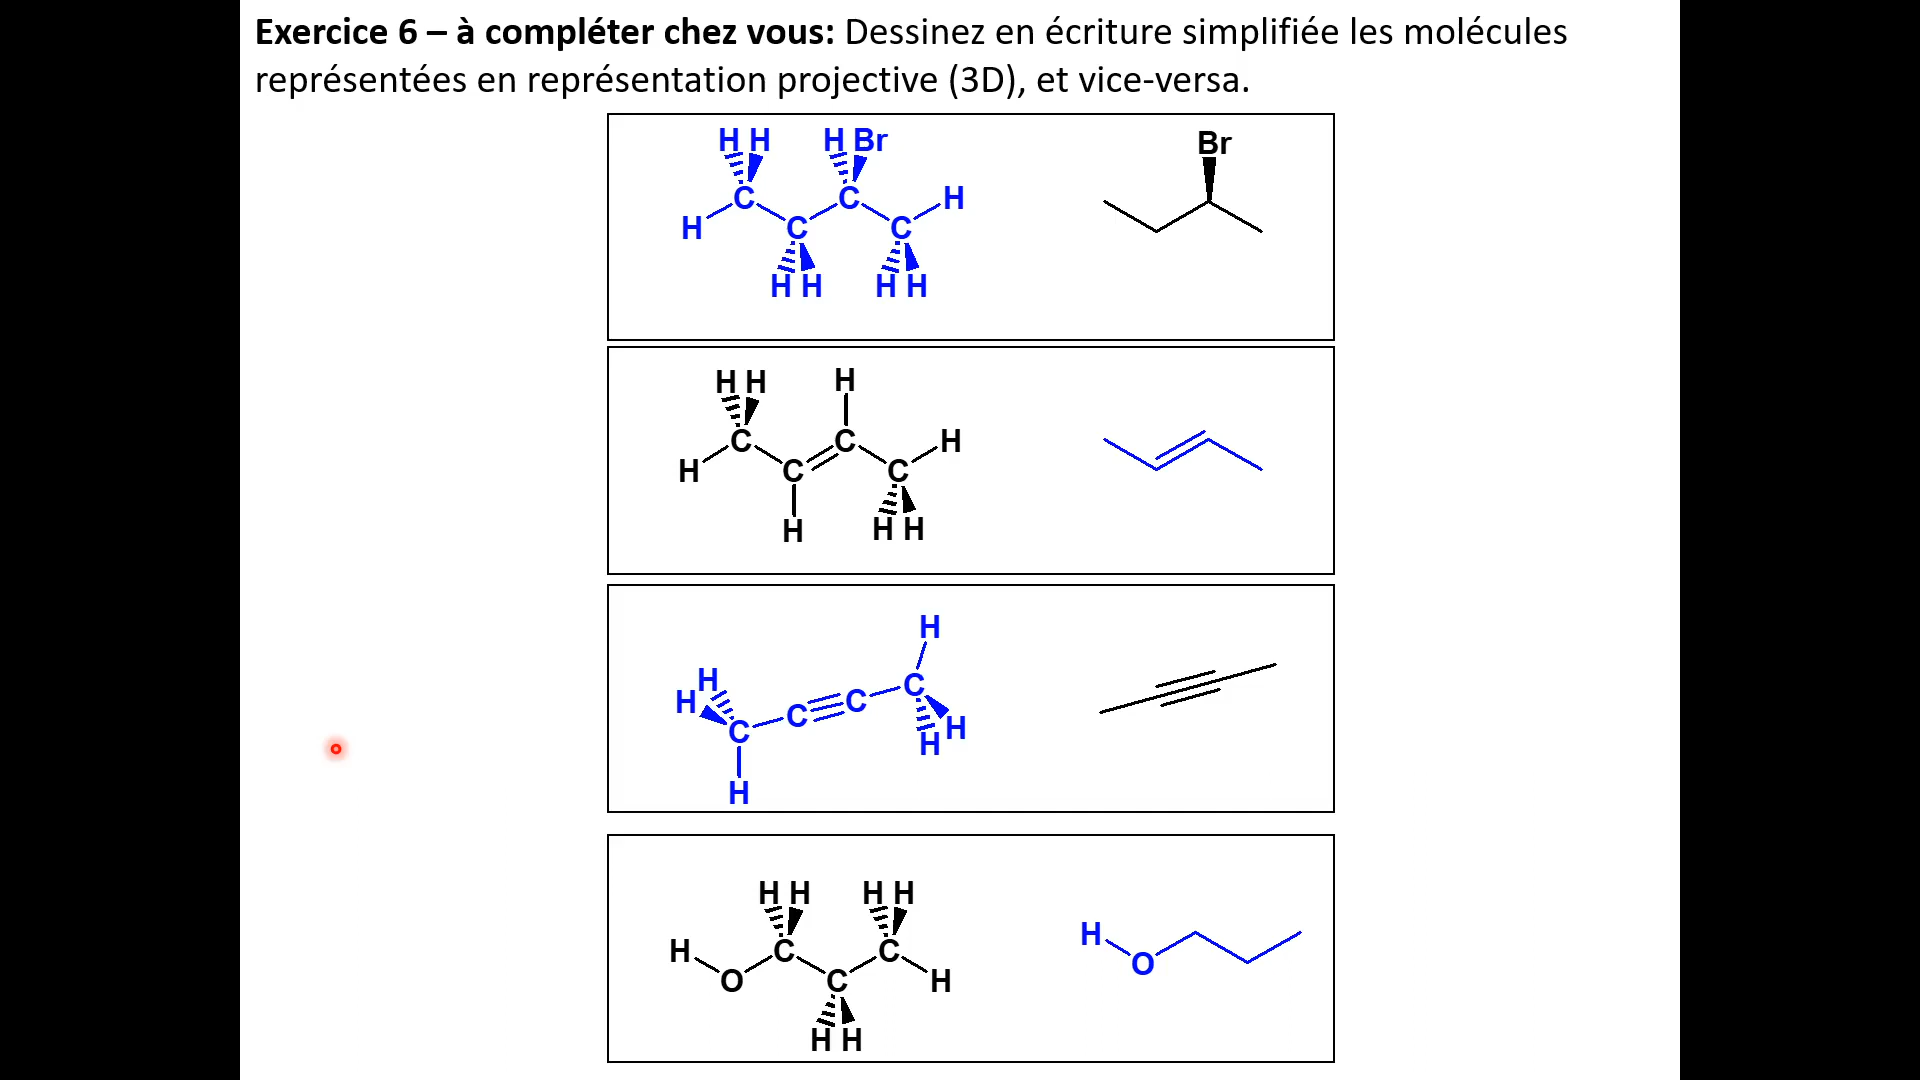 Exercice 6 – à compléter chez vous: Dessinez en écriture simplifiée les molécules
représentées en représentation projective (3D), et vice-versa.
H H H Br Br
C C H
H C C
H H H H
H H H
C C H
H C C
H H H
H
H C
H C C H
C H
H
H H H H
H C C H
O C H O
H H